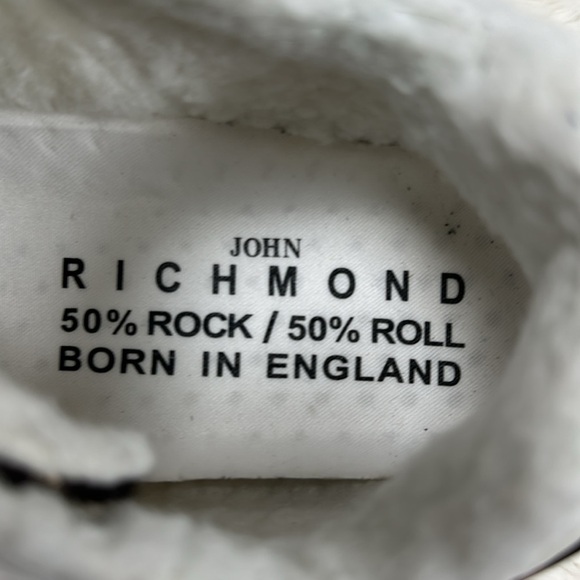 JOHN
RICHMOND
50% ROCK / 50% ROLL
BORN IN ENGLAND